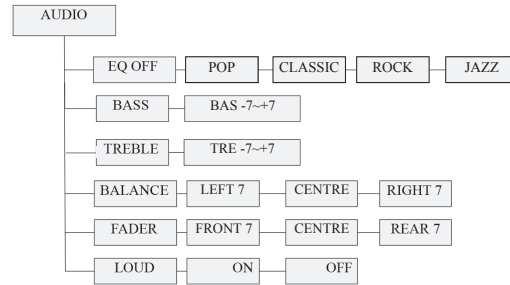 AUDIO
EQ OFF POP CLASSIC ROCK JAZZ
BASS BAS -7~+7
TREBLE TRE -7~+7
BALANCE LEFT 7 CENTRE RIGHT 7
FADER FRONT 7 CENTRE REAR 7
LOUD ON OFF